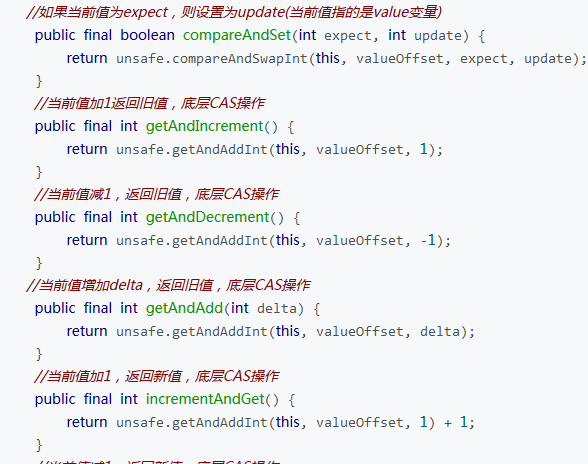 //如果当前值为expect，则设置为update(当前值指的是value变量)
public final boolean compareAndSet(int expect, int update) {
return unsafe.compareAndSwapInt(this, valueOffset, expect, update);
}
//当前值加1返回旧值，底层CAS操作
public final int getAndIncrement() {
return unsafe.getAndAddInt(this, valueOffset, 1);
}
//当前值减1，返回旧值，底层CAS操作
public final int getAndDecrement() {
return unsafe.getAndAddInt(this, valueOffset, -1);
}
//当前值增加delta，返回旧值，底层CAS操作
public final int getAndAdd(int delta) {
return unsafe.getAndAddInt(this, valueOffset, delta);
}
//当前值加1，返回新值，底层CAS操作
public final int incrementAndGet() {
return unsafe.getAndAddInt(this, valueOffset, 1) + 1;
}